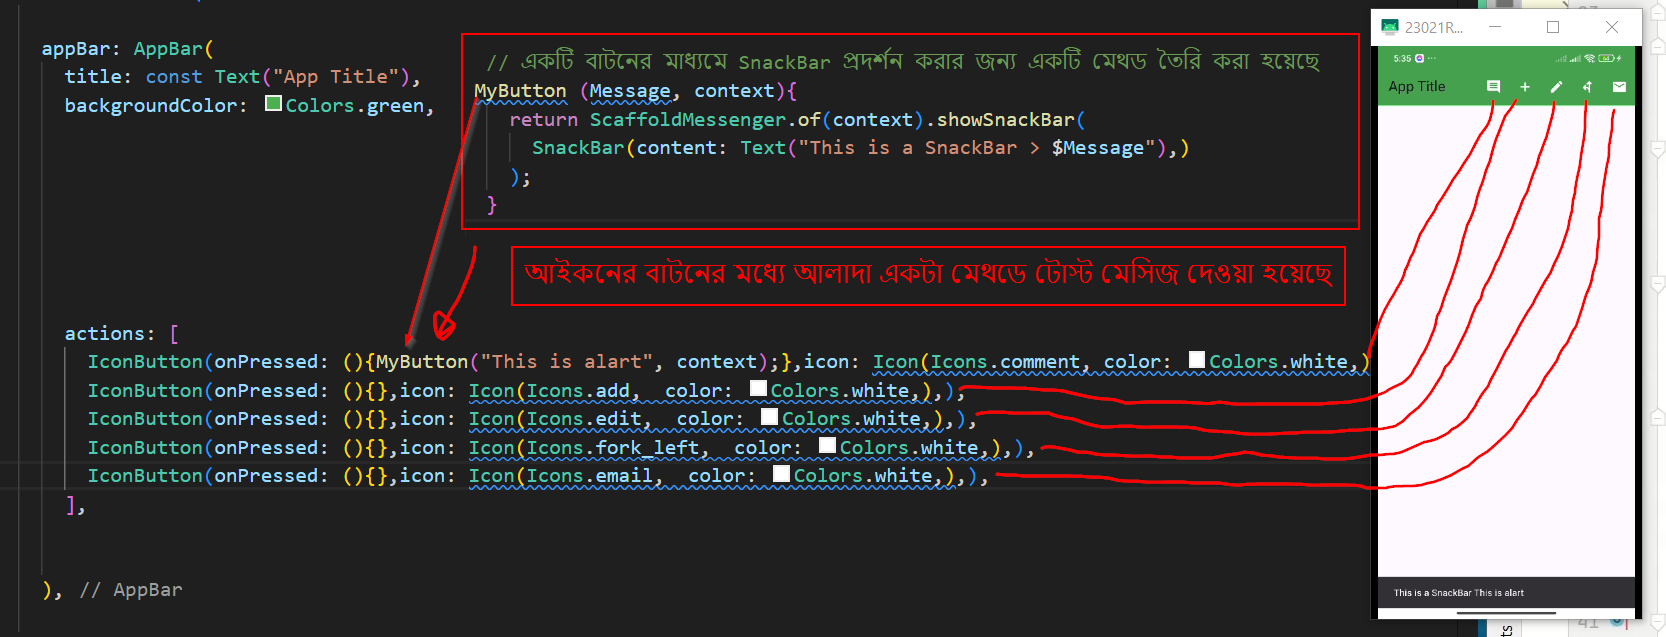 appBar: AppBar(
title: const Text("App Title"),
backgroundColor: Colors.green,
// একটি বাটনের মাধ্যমে SnackBar প্রদর্শন করার জন্য একটি মেথড তৈরি করা হয়েছে
MyButton (Message, context){
return ScaffoldMessenger.of(context).showSnackBar(
SnackBar(content: Text("This is a SnackBar > $Message"),)
);
}
আইকনের বাটনের মধ্যে আলাদা একটা মেথডে টোস্ট মেসিজ দেওয়া হয়েছে
actions: [
IconButton(onPressed: (){MyButton("This is alart", context);},icon: Icon(Icons.comment, color: Colors.white,)
IconButton(onPressed: (){},icon: Icon(Icons.add, color: Colors.white,),),
IconButton(onPressed: (){},icon: Icon(Icons.edit, color: Colors.white,),),
IconButton(onPressed: (){},icon: Icon(Icons.fork_left, color: Colors.white,),),
IconButton(onPressed: (){},icon: Icon(Icons.email, color: Colors.white,),),
],
), // AppBar
23021R...
5:35
App Title
This is a SnackBar This is alart
41
ts